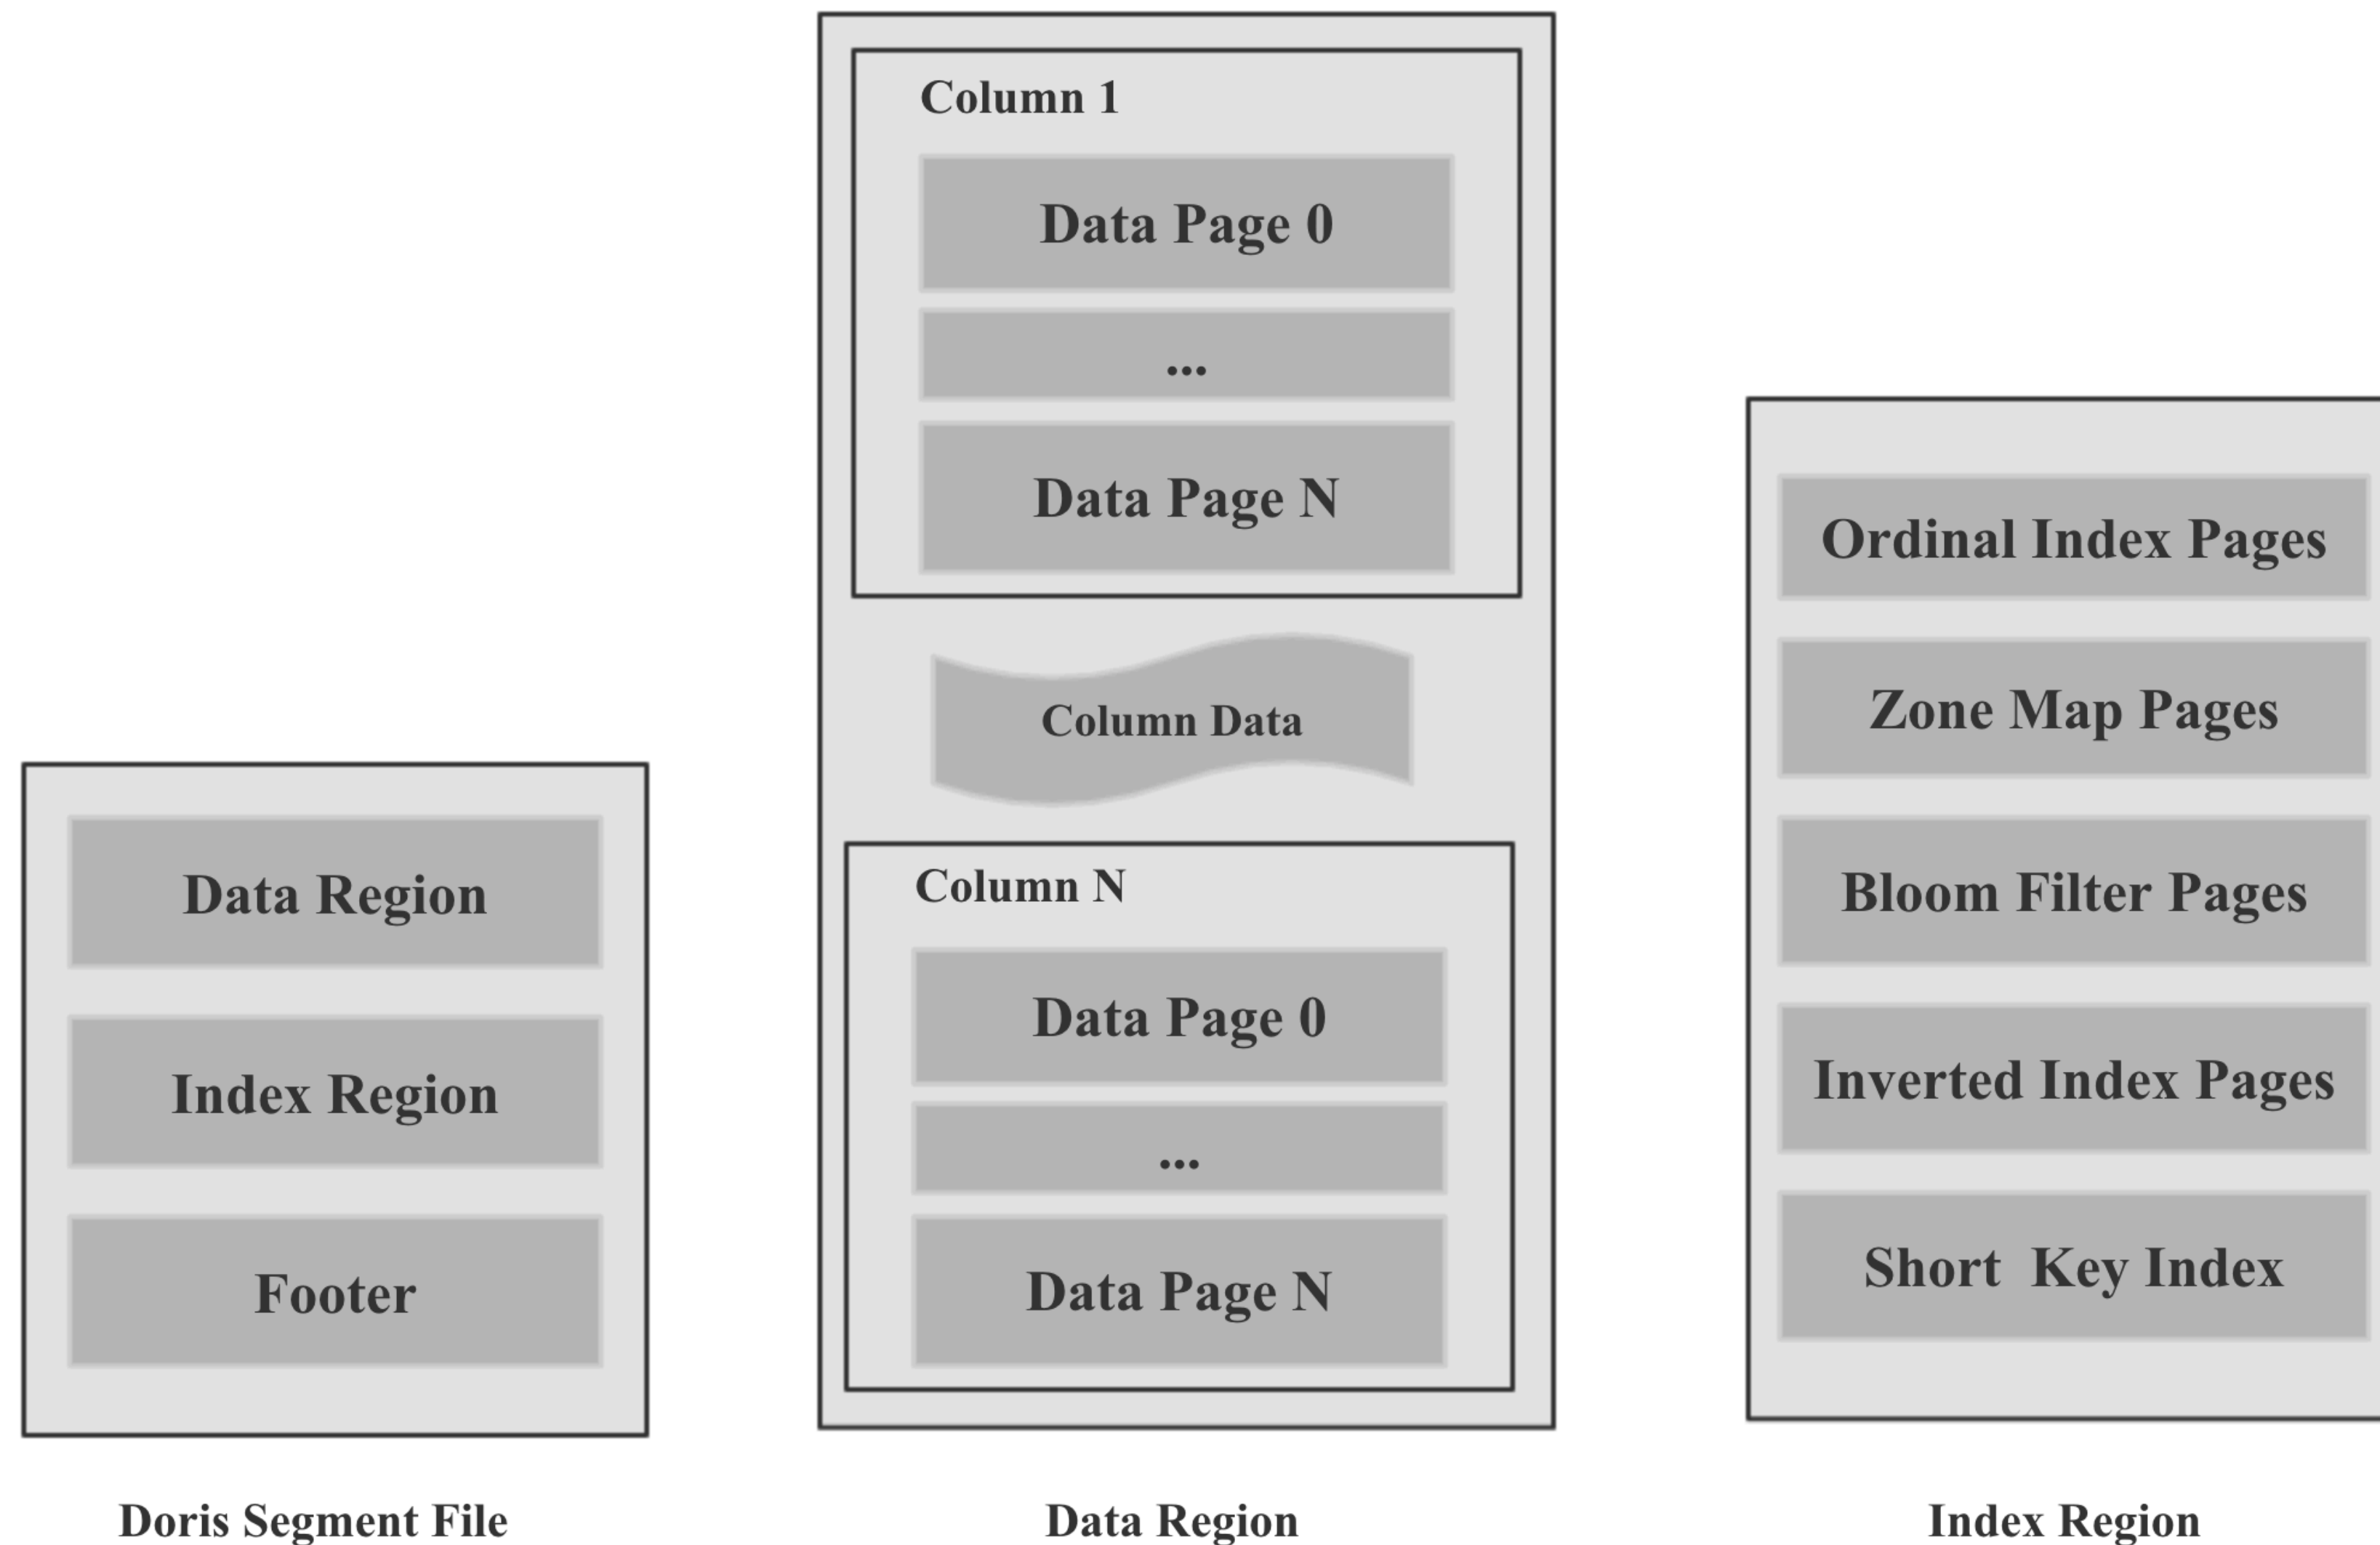 Data Region
Index Region
Footer
Doris Segment File
Column 1
Data Page 0
...
Data Page N
Column Data
Column N
Data Page 0
...
Data Page N
Data Region
Ordinal Index Pages
Zone Map Pages
Bloom Filter Pages
Inverted Index Pages
Short Key Index
Index Region